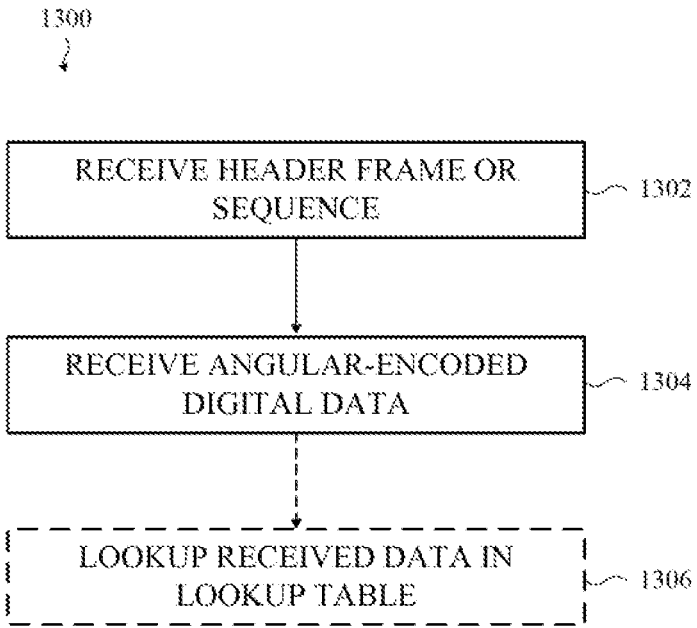 1300
RECEIVE HEADER FRAME OR
SEQUENCE
1302
RECEIVE ANGULAR-ENCODED
DIGITAL DATA
1304
LOOKUP RECEIVED DATA IN
LOOKUP TABLE
1306